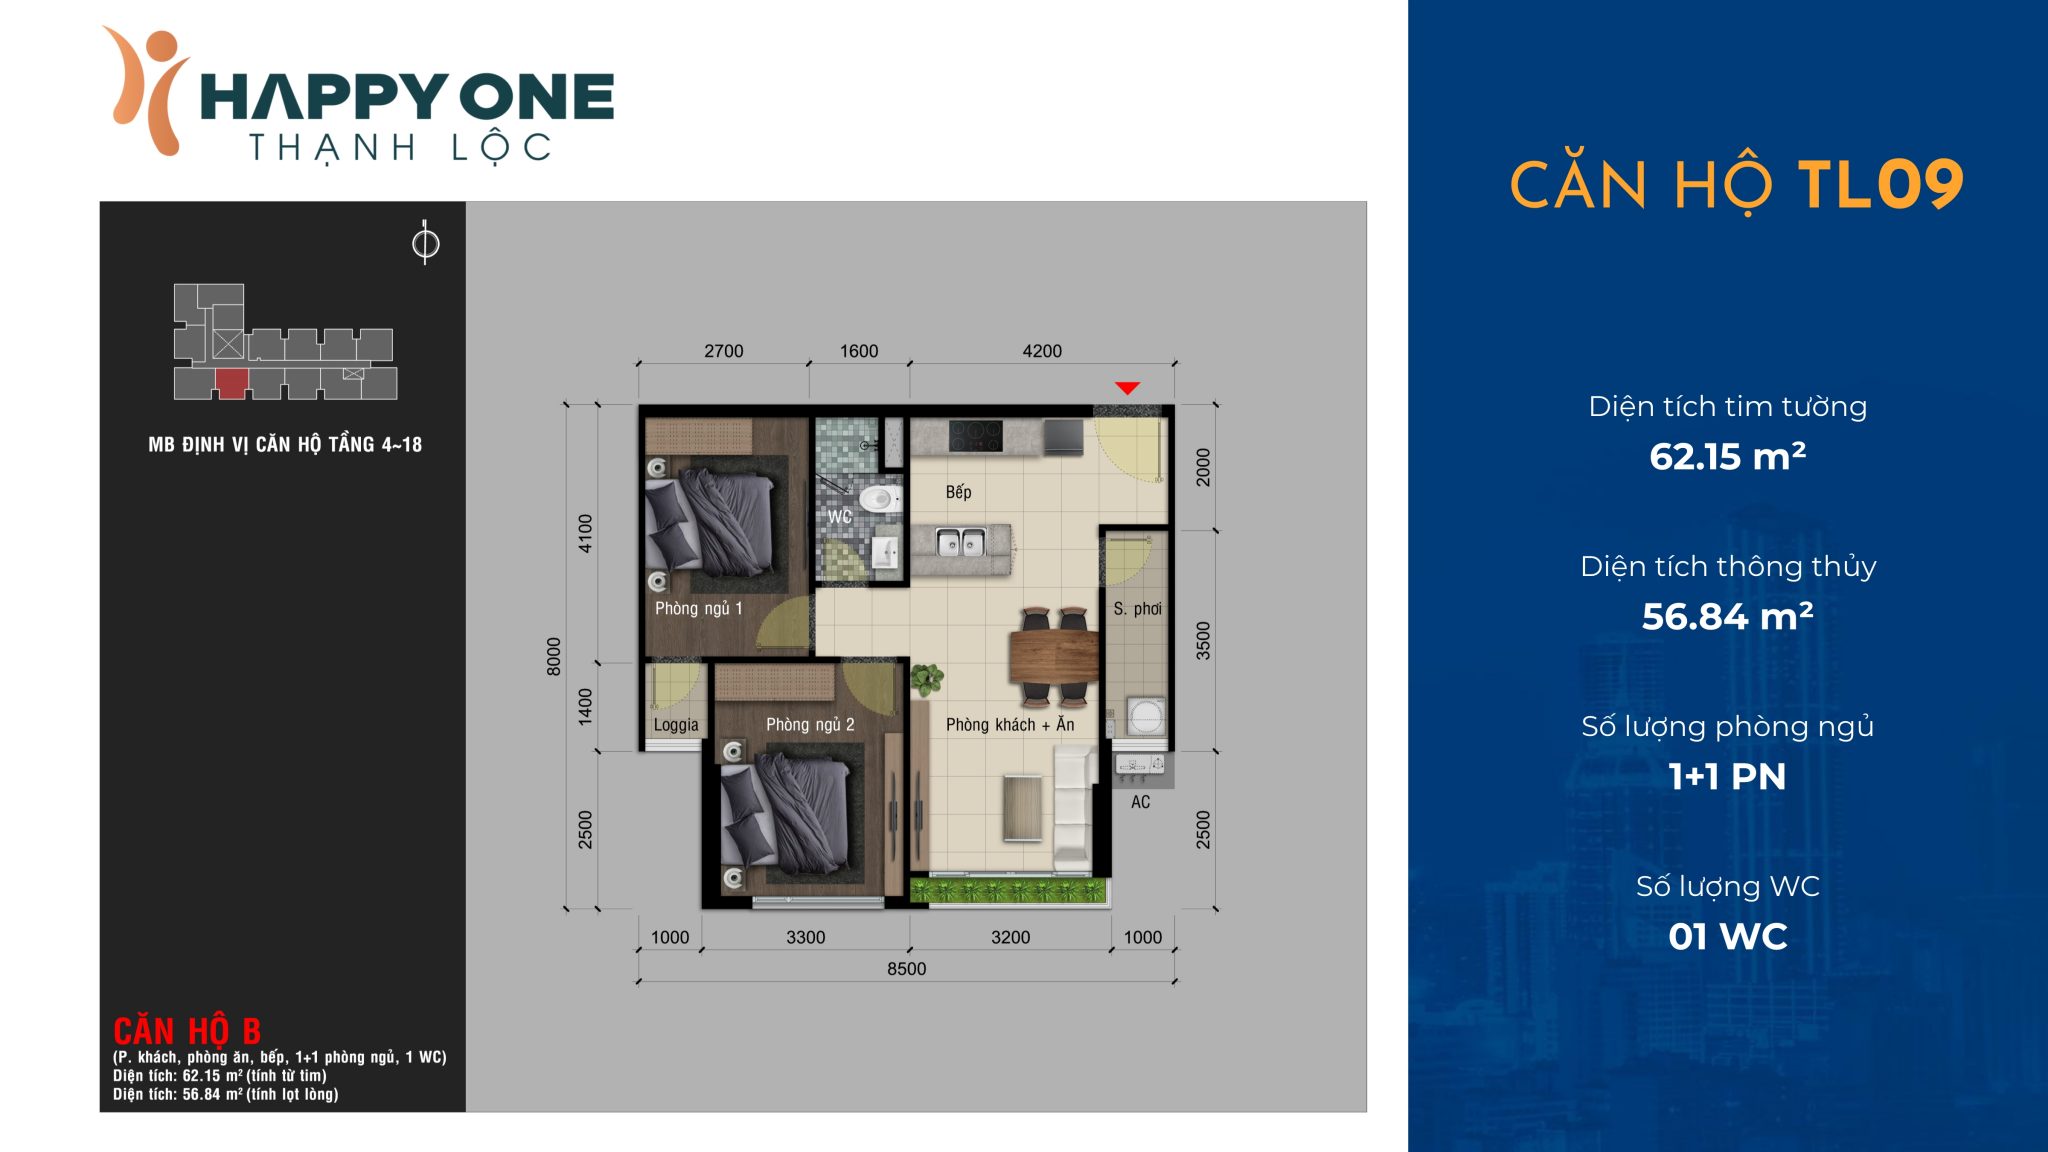 HAPPY ONE
THẠNH LỘC
MB ĐỊNH VỊ CĂN HỘ TẦNG 4~18
CĂN HỘ B
(P. khách, phòng ăn, bếp, 1+1 phòng ngủ, 1 WC)
Diện tích: 62.15 m² (tính từ tim)
Diện tích: 56.84 m² (tính lọt lòng)
2700
1600
4200
8000
4100
1400
2500
2000
3500
2500
Bếp
WC
Phòng ngủ 1
S. phơi
Loggia
Phòng ngủ 2
Phòng khách + Ăn
AC
1000
3300
3200
1000
8500
CĂN HỘ TL09
Diện tích tim tường
62.15 m²
Diện tích thông thủy
56.84 m²
Số lượng phòng ngủ
1+1 PN
Số lượng WC
01 WC